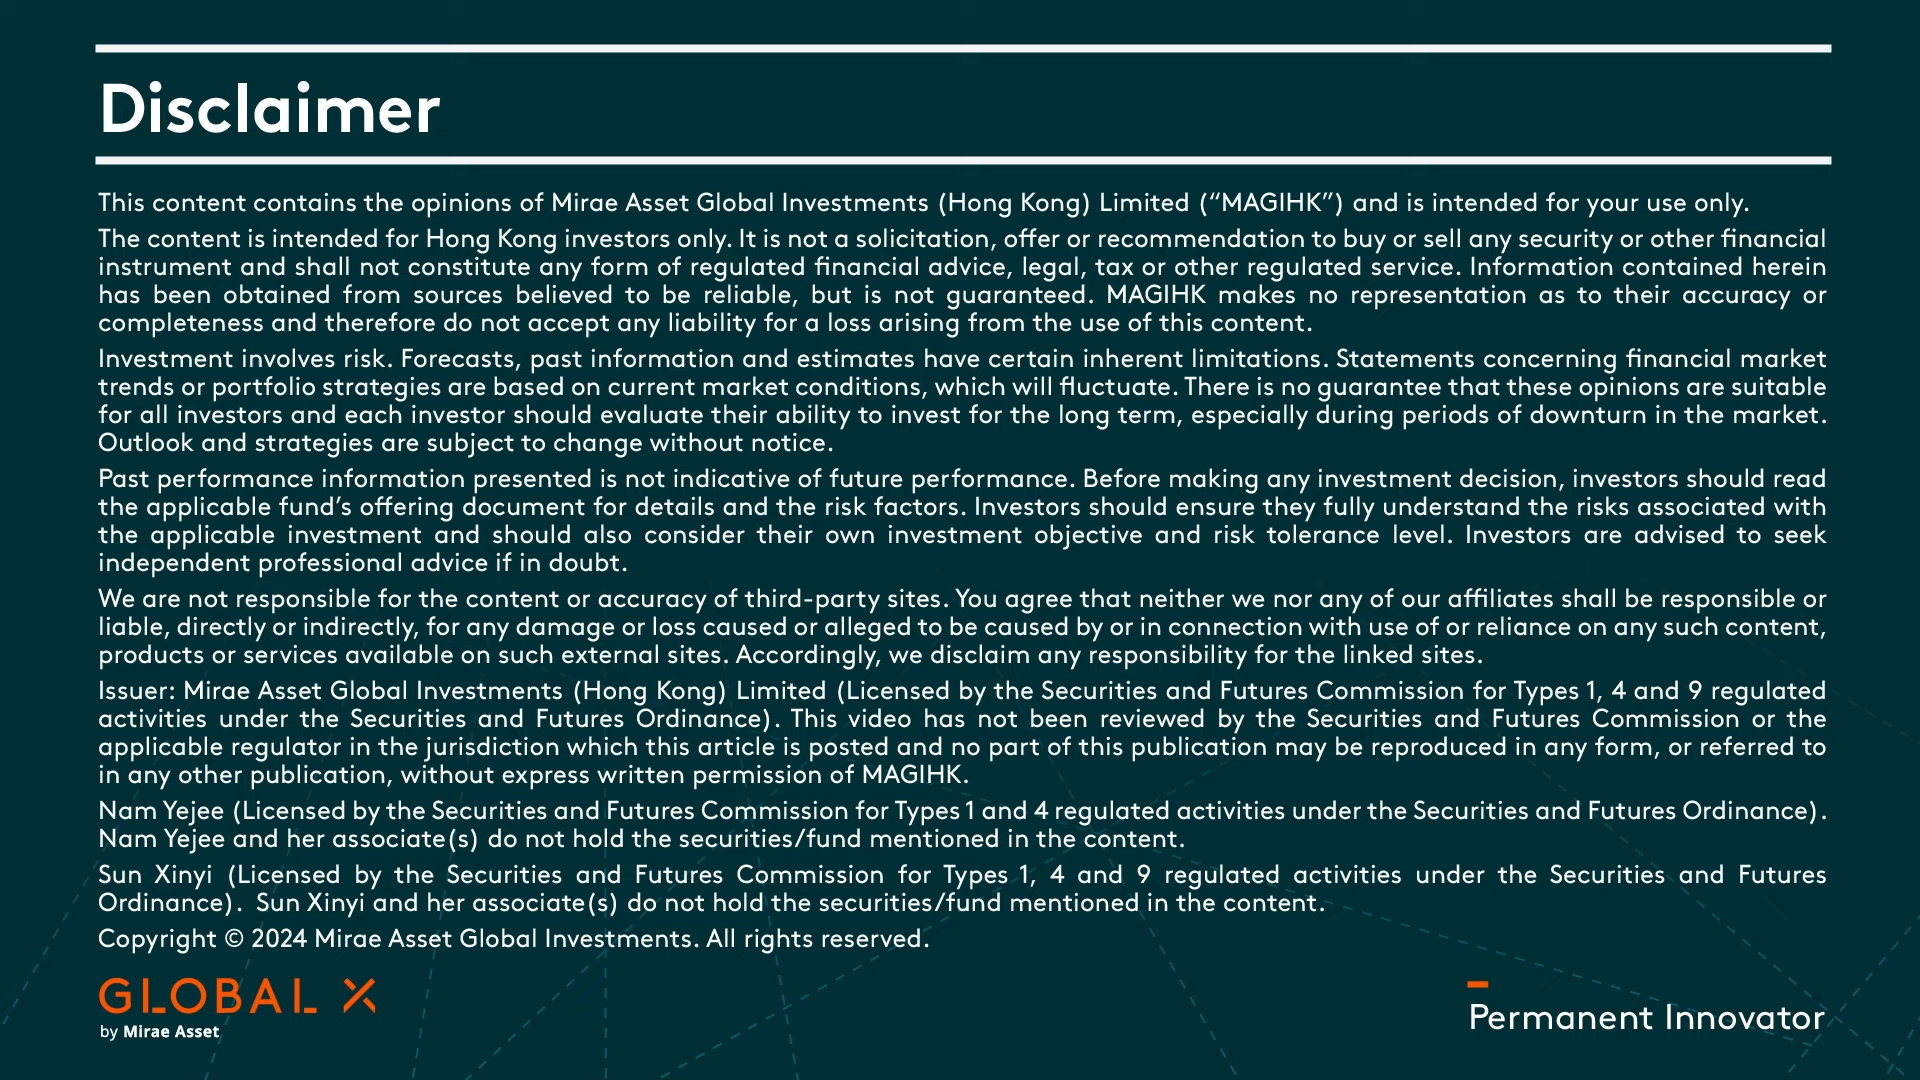 Disclaimer
This content contains the opinions of Mirae Asset Global Investments (Hong Kong) Limited (“MAGIHK”) and is intended for your use only.
The content is intended for Hong Kong investors only. It is not a solicitation, offer or recommendation to buy or sell any security or other financial
instrument and shall not constitute any form of regulated financial advice, legal, tax or other regulated service. Information contained herein
has been obtained from sources believed to be reliable, but is not guaranteed. MAGIHK makes no representation as to their accuracy or
completeness and therefore do not accept any liability for a loss arising from the use of this content.
Investment involves risk. Forecasts, past information and estimates have certain inherent limitations. Statements concerning financial market
trends or portfolio strategies are based on current market conditions, which will fluctuate. There is no guarantee that these opinions are suitable
for all investors and each investor should evaluate their ability to invest for the long term, especially during periods of downturn in the market.
Outlook and strategies are subject to change without notice.
Past performance information presented is not indicative of future performance. Before making any investment decision, investors should read
the applicable fund’s offering document for details and the risk factors. Investors should ensure they fully understand the risks associated with
the applicable investment and should also consider their own investment objective and risk tolerance level. Investors are advised to seek
independent professional advice if in doubt.
We are not responsible for the content or accuracy of third-party sites. You agree that neither we nor any of our affiliates shall be responsible or
liable, directly or indirectly, for any damage or loss caused or alleged to be caused by or in connection with use of or reliance on any such content,
products or services available on such external sites. Accordingly, we disclaim any responsibility for the linked sites.
Issuer: Mirae Asset Global Investments (Hong Kong) Limited (Licensed by the Securities and Futures Commission for Types 1, 4 and 9 regulated
activities under the Securities and Futures Ordinance). This video has not been reviewed by the Securities and Futures Commission or the
applicable regulator in the jurisdiction which this article is posted and no part of this publication may be reproduced in any form, or referred to
in any other publication, without express written permission of MAGIHK.
Nam Yejee (Licensed by the Securities and Futures Commission for Types 1 and 4 regulated activities under the Securities and Futures Ordinance).
Nam Yejee and her associate(s) do not hold the securities/fund mentioned in the content.
Sun Xinyi (Licensed by the Securities and Futures Commission for Types 1, 4 and 9 regulated activities under the Securities and Futures
Ordinance). Sun Xinyi and her associate(s) do not hold the securities/fund mentioned in the content.
Copyright © 2024 Mirae Asset Global Investments. All rights reserved.
GLOBAL X
by Mirae Asset
Permanent Innovator